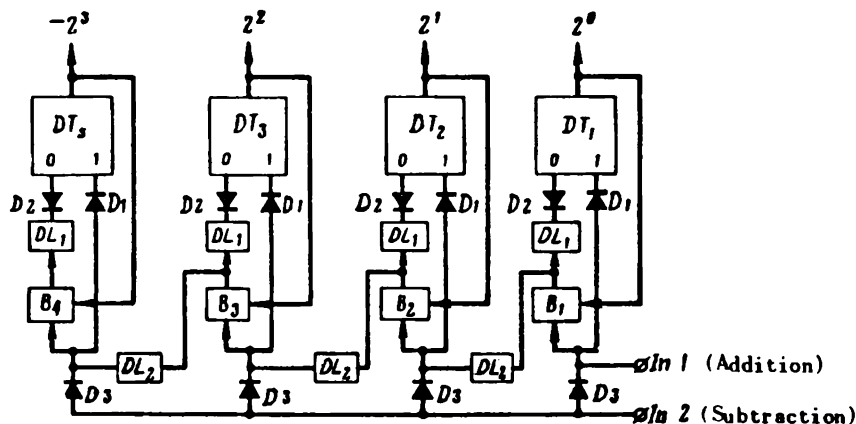 -2³ 2² 2¹ 2⁰
DTₛ DT₃ DT₂ DT₁
0 1 0 1 0 1 0 1
D2 D1 D2 D1 D2 D1 D2 D1
DL₁ DL₁ DL₁ DL₁
B₄ B₃ B₂ B₁
DL₂ DL₂ DL₂ In 1 (Addition)
D3 D3 D3 D3
In 2 (Subtraction)